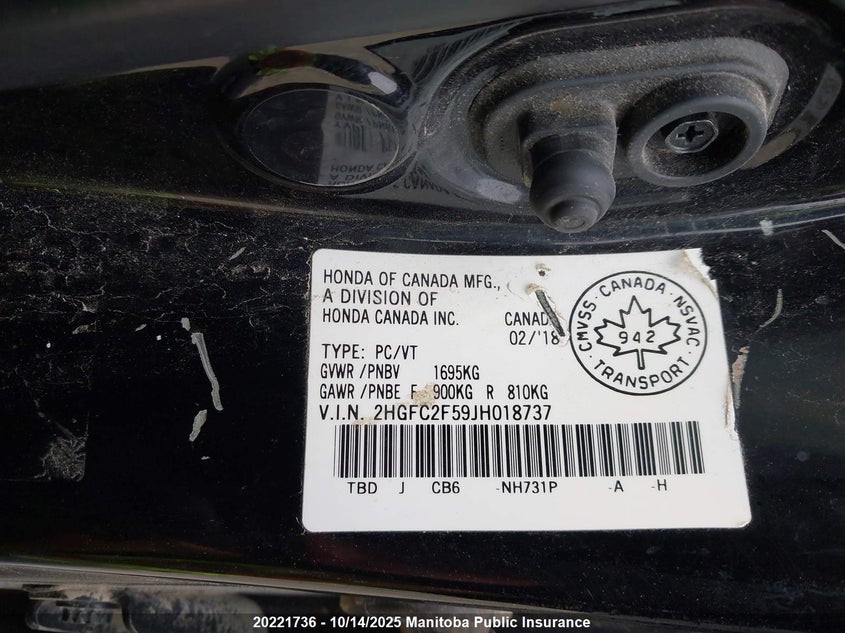 HONDA OF CANADA MFG.,
A DIVISION OF
HONDA CANADA INC. CANAD
02/'18
CMVSS · CANADA · NSVAC
942
TRANSPORT
TYPE: PC/VT
GVWR /PNBV 1695KG
GAWR /PNBE F 900KG R 810KG
V.I.N. 2HGFC2F59JH018737
TBD J CB6 -NH731P -A -H
20221736 - 10/14/2025 Manitoba Public Insurance